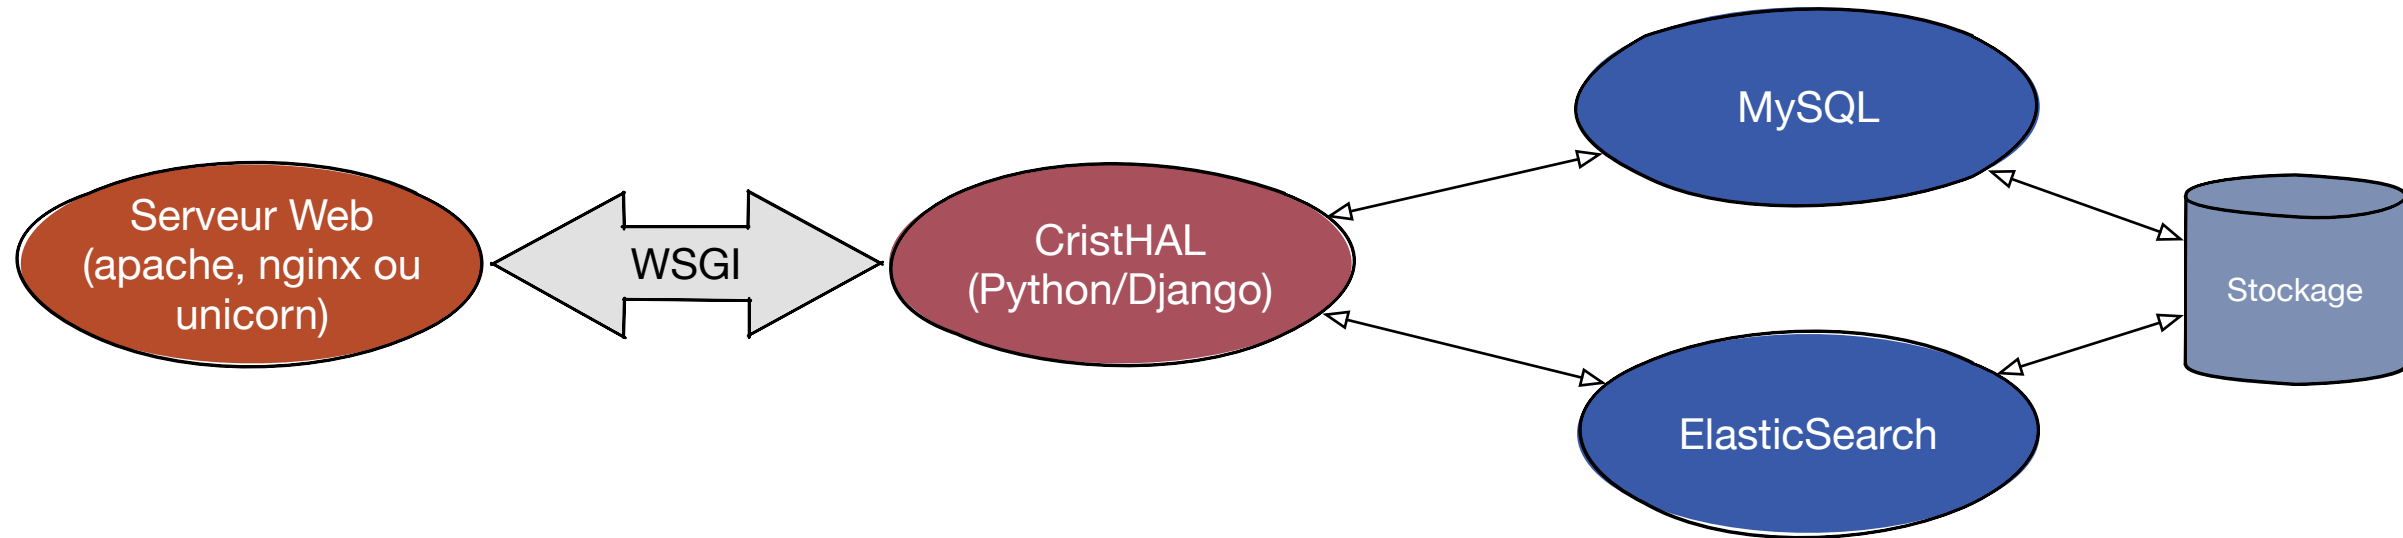 Serveur Web
(apache, nginx ou
unicorn)
WSGI
CristHAL
(Python/Django)
MySQL
ElasticSearch
Stockage